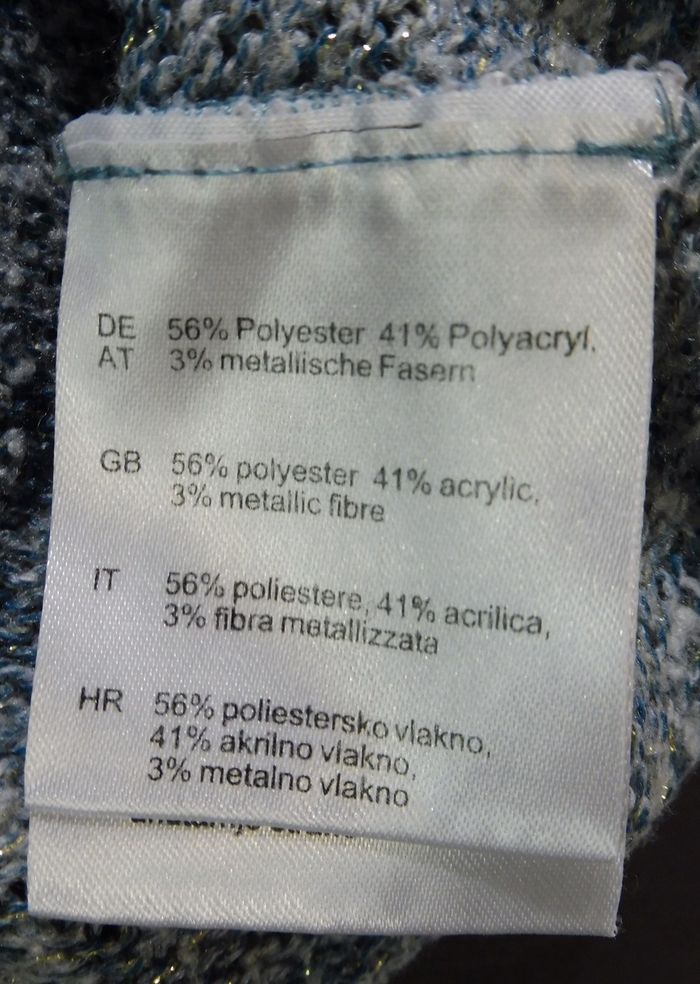 DE 56% Polyester 41% Polyacryl.
AT 3% metallische Fasern
GB 56% polyester 41% acrylic,
3% metallic fibre
IT 56% poliestere, 41% acrilica,
3% fibra metallizzata
HR 56% poliestersko vlakno,
41% akrilno vlakno,
3% metalno vlakno